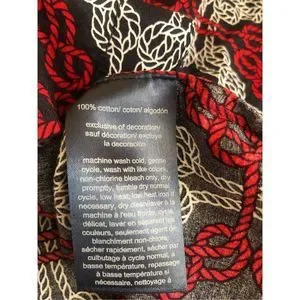 100% cotton/ coton/ algodón
exclusive of decoration/
sauf décoration/ exclye
la decoración
machine wash cold, gentle
cycle, wash with like colors,
non-chlorine bleach only, dry
promptly, tumble dry normal
cycle, low heat, low heat iron if
necessary, dry clean/laver à la
machine à l'eau froide, cycle
délicat, laver en séparant les
couleurs, seulement agent de
blanchiment non-chloré,
sécher rapidement, sécher par
culbutage à cycle normal, à
basse température, repassage
à basse température si
nécessaire, nettoyage à